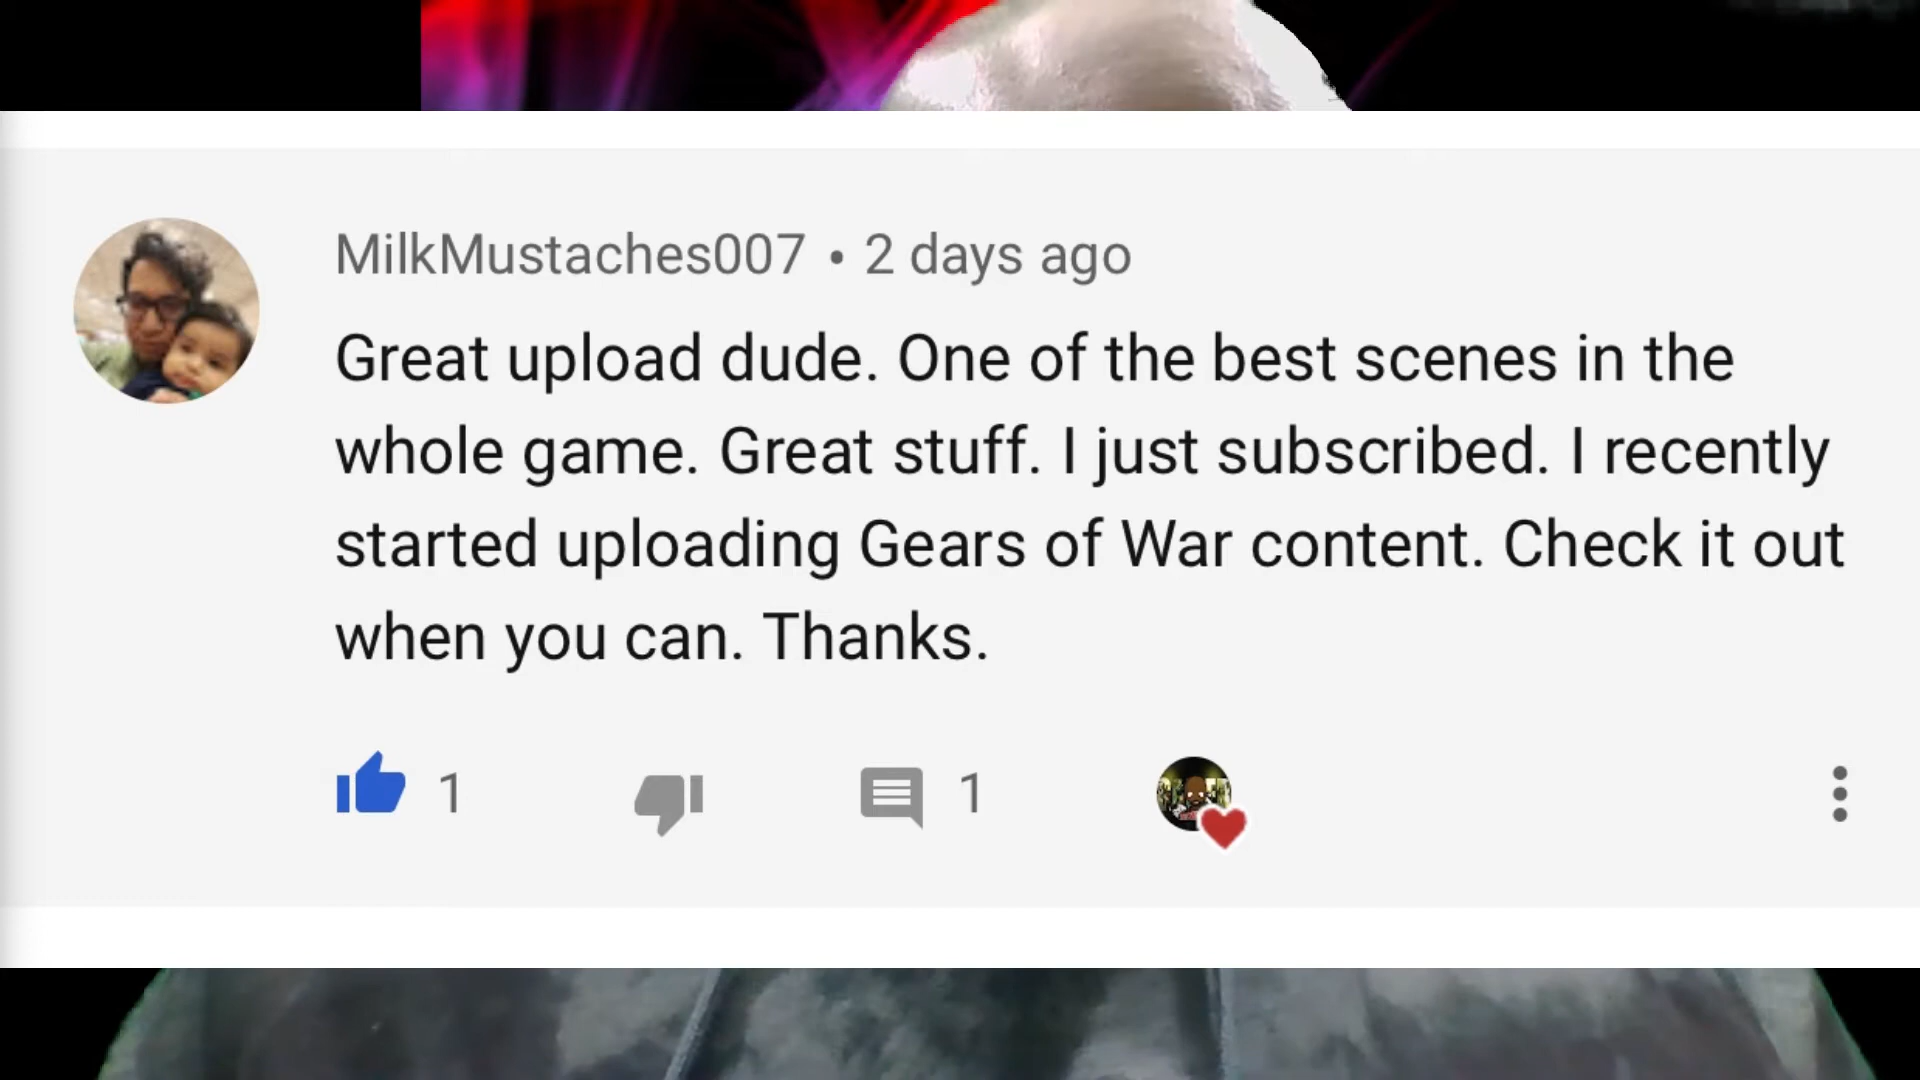 MilkMustaches007 • 2 days ago
Great upload dude. One of the best scenes in the
whole game. Great stuff. I just subscribed. I recently
started uploading Gears of War content. Check it out
when you can. Thanks.
1 1